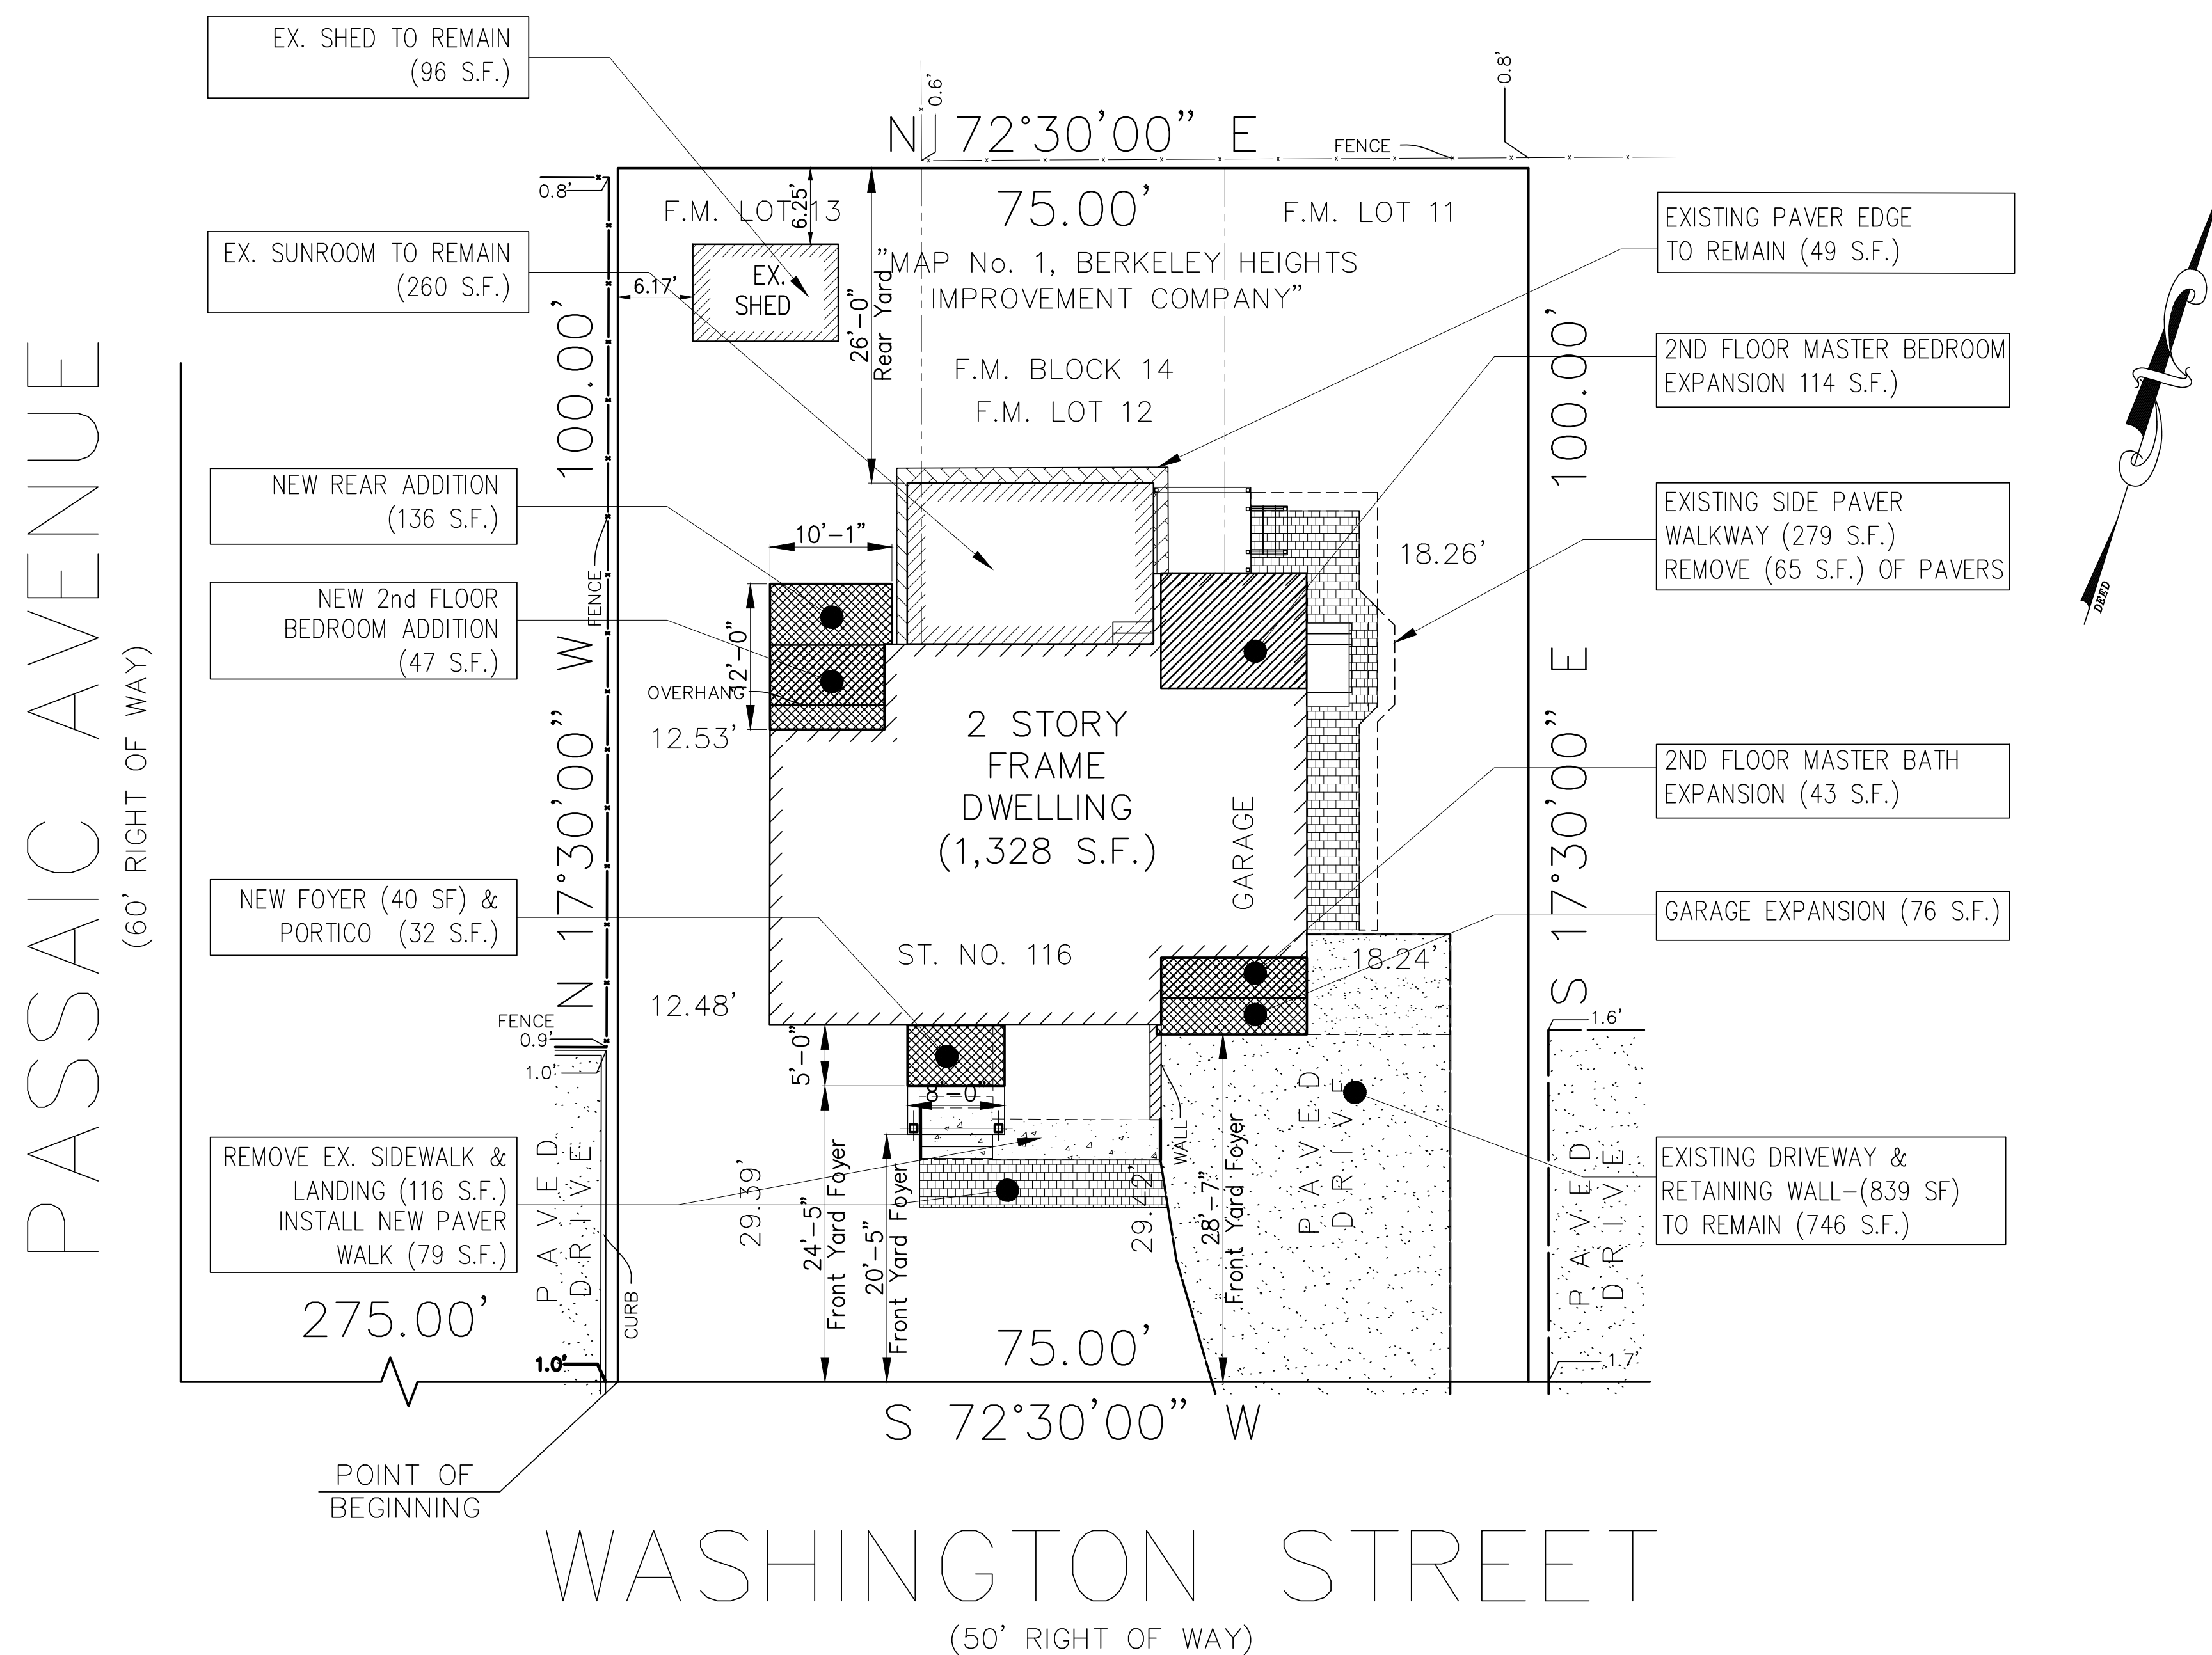 EX. SHED TO REMAIN
(96 S.F.)
EX. SUNROOM TO REMAIN
(260 S.F.)
NEW REAR ADDITION
(136 S.F.)
NEW 2nd FLOOR
BEDROOM ADDITION
(47 S.F.)
NEW FOYER (40 SF) &
PORTICO (32 S.F.)
REMOVE EX. SIDEWALK &
LANDING (116 S.F.)
INSTALL NEW PAVER
WALK (79 S.F.)
PASSAIC AVENUE
(60' RIGHT OF WAY)
275.00'
POINT OF
BEGINNING
0.6'
0.8'
N 72°30'00" E
FENCE
0.8'
75.00'
F.M. LOT 13
F.M. LOT 11
6.25'
6.17'
EX.
SHED
"MAP No. 1, BERKELEY HEIGHTS
IMPROVEMENT COMPANY"
26'-0"
Rear Yard
F.M. BLOCK 14
F.M. LOT 12
N 17°30'00" W 100.00'
FENCE
S 17°30'00" E 100.00'
10'-1"
12'-0"
OVERHANG
12.53'
18.26'
2 STORY
FRAME
DWELLING
(1,328 S.F.)
GARAGE
ST. NO. 116
18.24'
12.48'
FENCE
0.9'
1.0'
1.6'
5'-0"
8'-0"
WALL
29.39'
24'-5"
Front Yard Foyer
20'-5"
Front Yard Foyer
29.42'
28'-7"
Front Yard Foyer
PAVED
DRIVE
PAVED
DRIVE
PAVED
DRIVE
CURB
1.0'
1.7'
75.00'
S 72°30'00" W
WASHINGTON STREET
(50' RIGHT OF WAY)
EXISTING PAVER EDGE
TO REMAIN (49 S.F.)
2ND FLOOR MASTER BEDROOM
EXPANSION 114 S.F.)
EXISTING SIDE PAVER
WALKWAY (279 S.F.)
REMOVE (65 S.F.) OF PAVERS
2ND FLOOR MASTER BATH
EXPANSION (43 S.F.)
GARAGE EXPANSION (76 S.F.)
EXISTING DRIVEWAY &
RETAINING WALL-(839 SF)
TO REMAIN (746 S.F.)
DEED